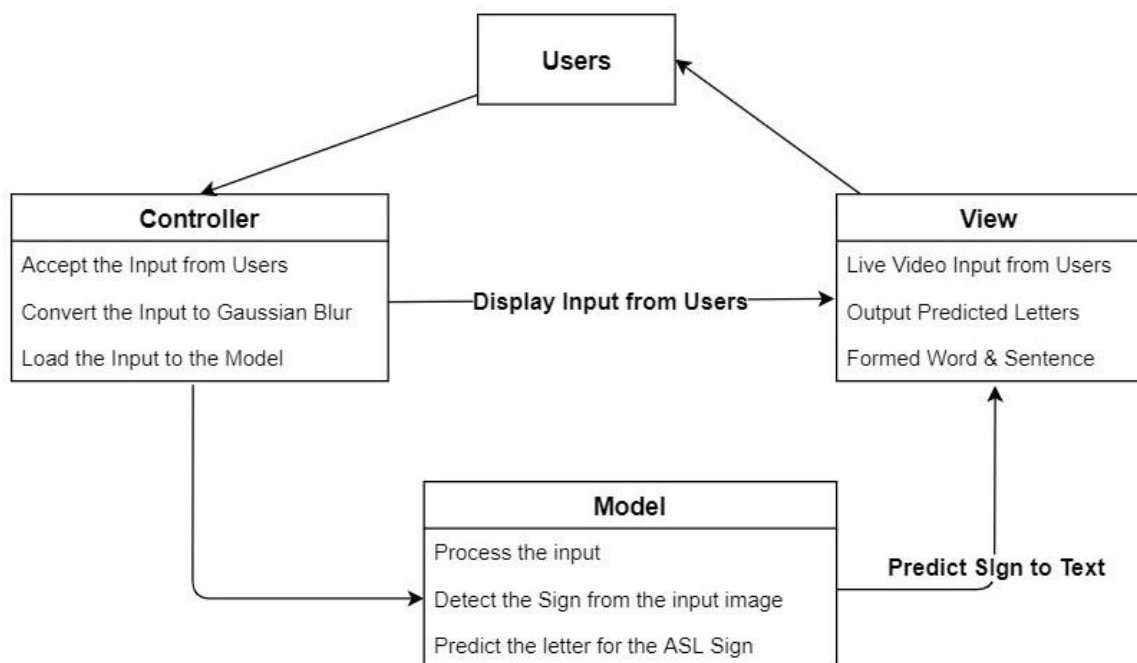 Users
Controller
Accept the Input from Users
Convert the Input to Gaussian Blur
Load the Input to the Model
Display Input from Users
View
Live Video Input from Users
Output Predicted Letters
Formed Word & Sentence
Model
Process the input
Detect the Sign from the input image
Predict the letter for the ASL Sign
Predict Sign to Text